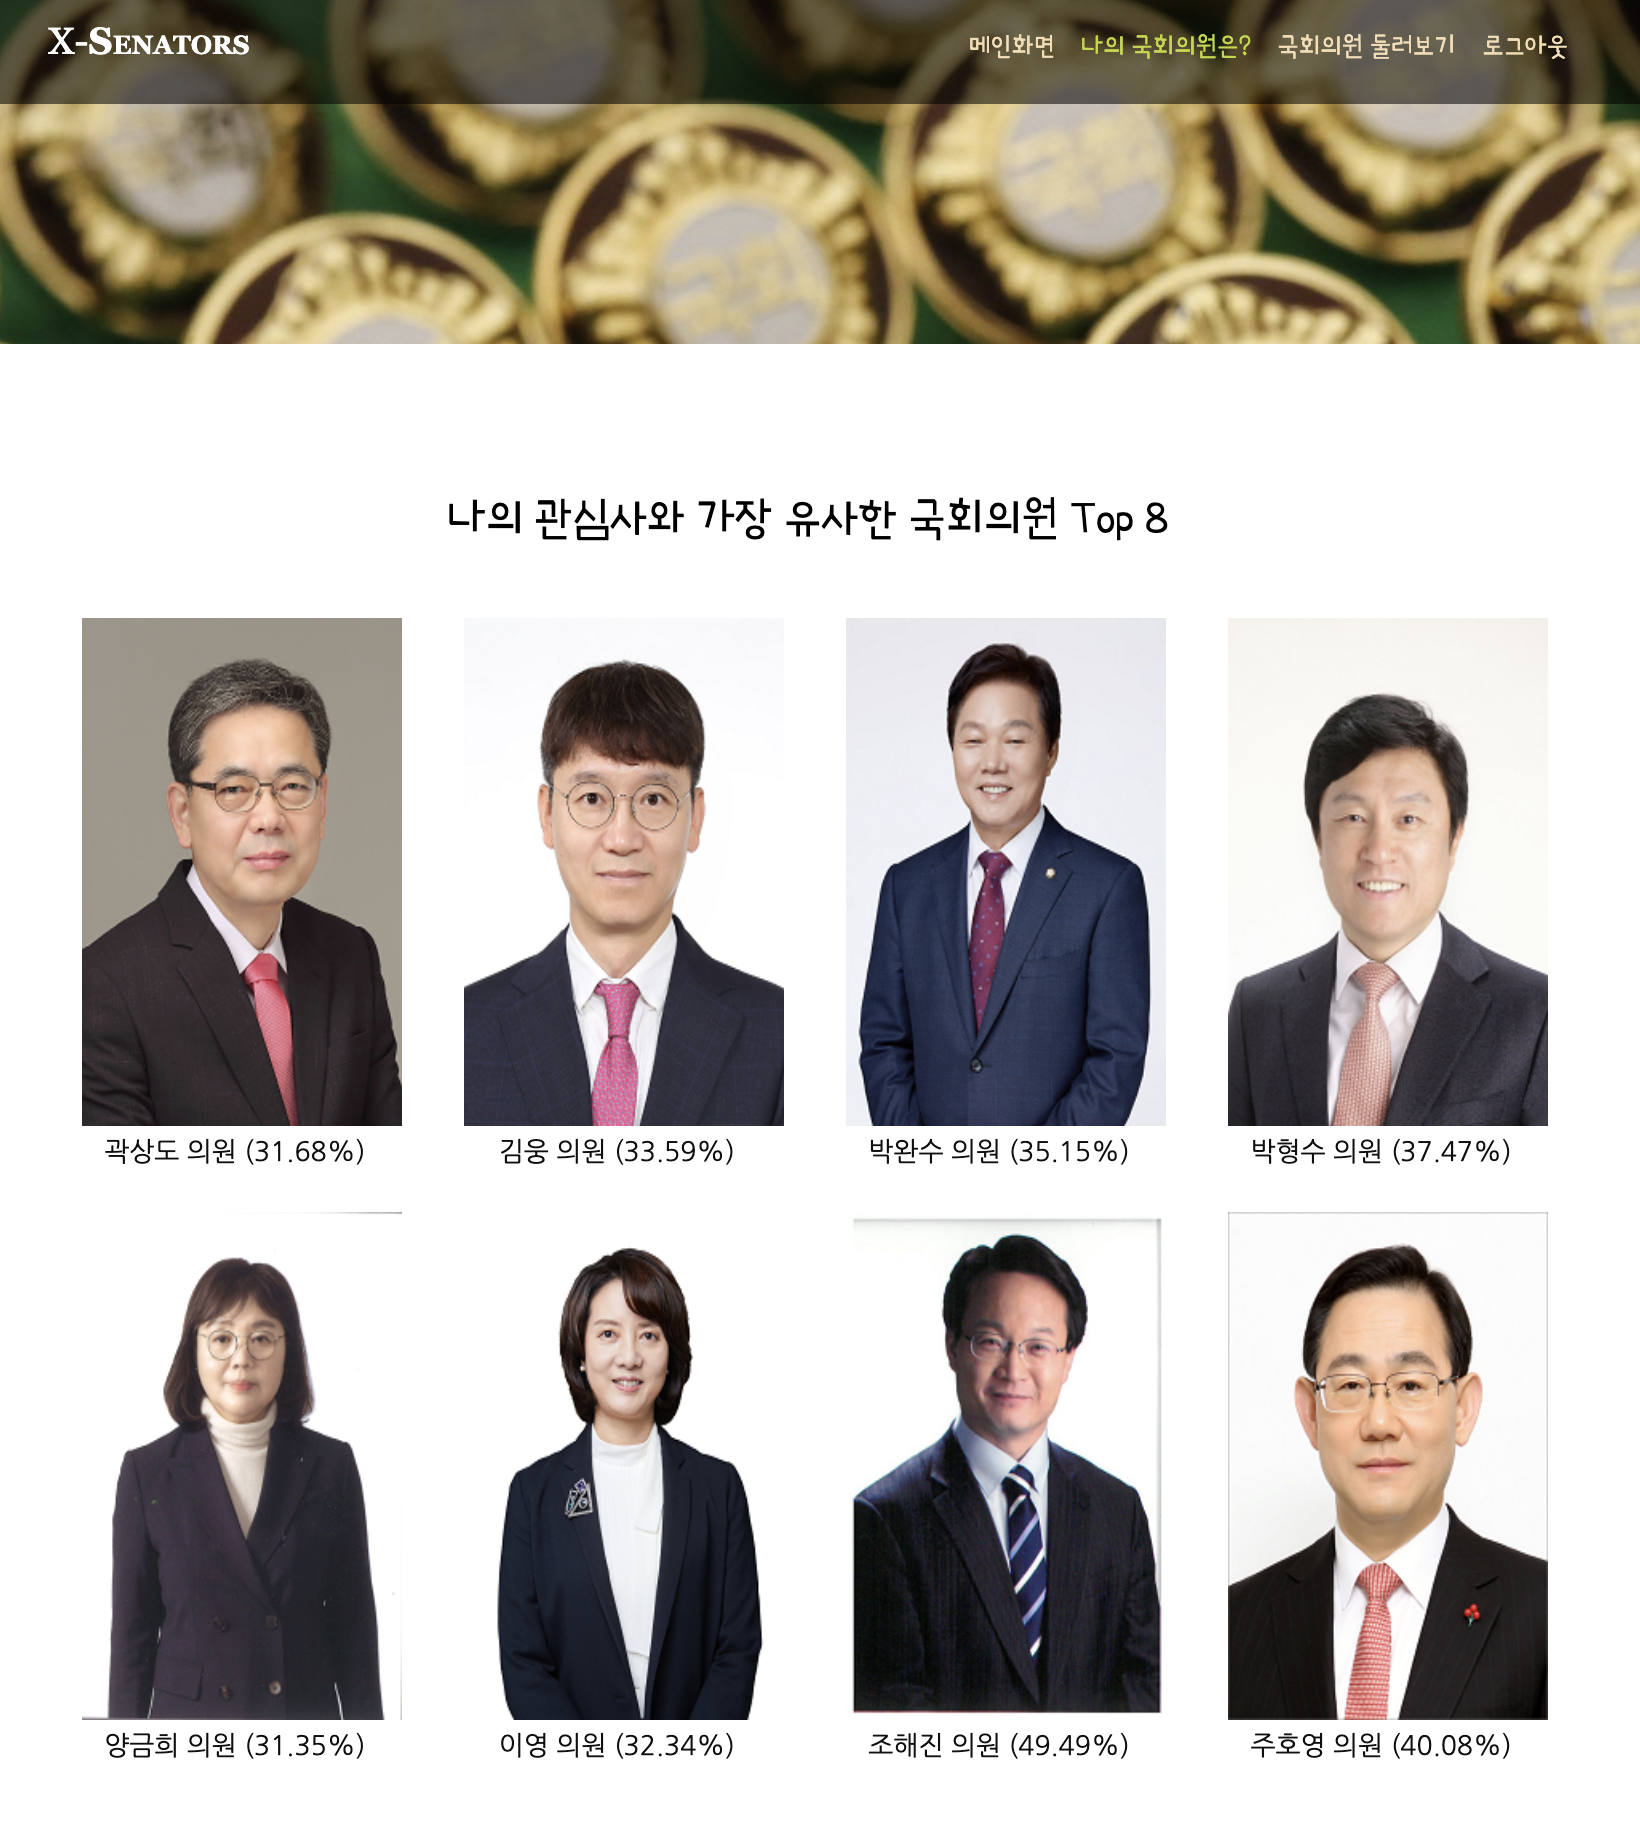 X-SENATORS
메인화면 나의 국회의원은? 국회의원 둘러보기 로그아웃
나의 관심사와 가장 유사한 국회의원 Top 8
곽상도 의원 (31.68%) 김웅 의원 (33.59%) 박완수 의원 (35.15%) 박형수 의원 (37.47%)
양금희 의원 (31.35%) 이영 의원 (32.34%) 조해진 의원 (49.49%) 주호영 의원 (40.08%)